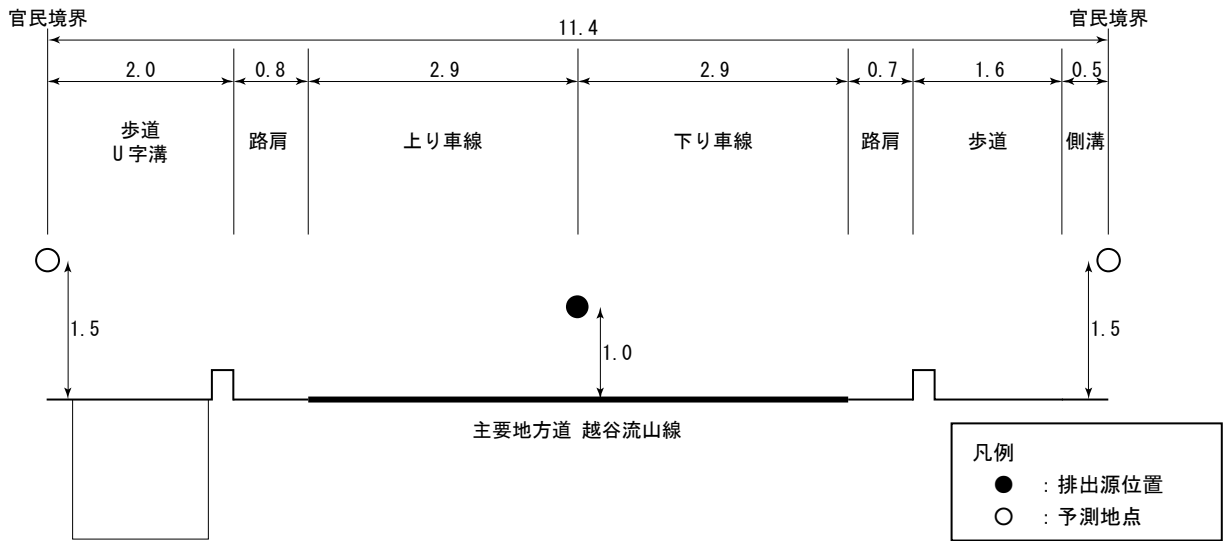 官民境界
官民境界
11.4
2.0
0.8
2.9
2.9
0.7
1.6
0.5
歩道
U字溝
路肩
上り車線
下り車線
路肩
歩道
側溝
1.5
1.0
1.5
主要地方道 越谷流山線
凡例
● : 排出源位置
○ : 予測地点